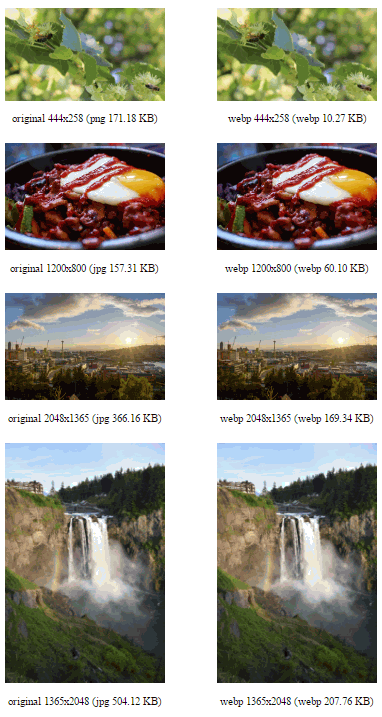 original 444x258 (png 171.18 KB)
webp 444x258 (webp 10.27 KB)
original 1200x800 (jpg 157.31 KB)
webp 1200x800 (webp 60.10 KB)
original 2048x1365 (jpg 366.16 KB)
webp 2048x1365 (webp 169.34 KB)
original 1365x2048 (jpg 504.12 KB)
webp 1365x2048 (webp 207.76 KB)